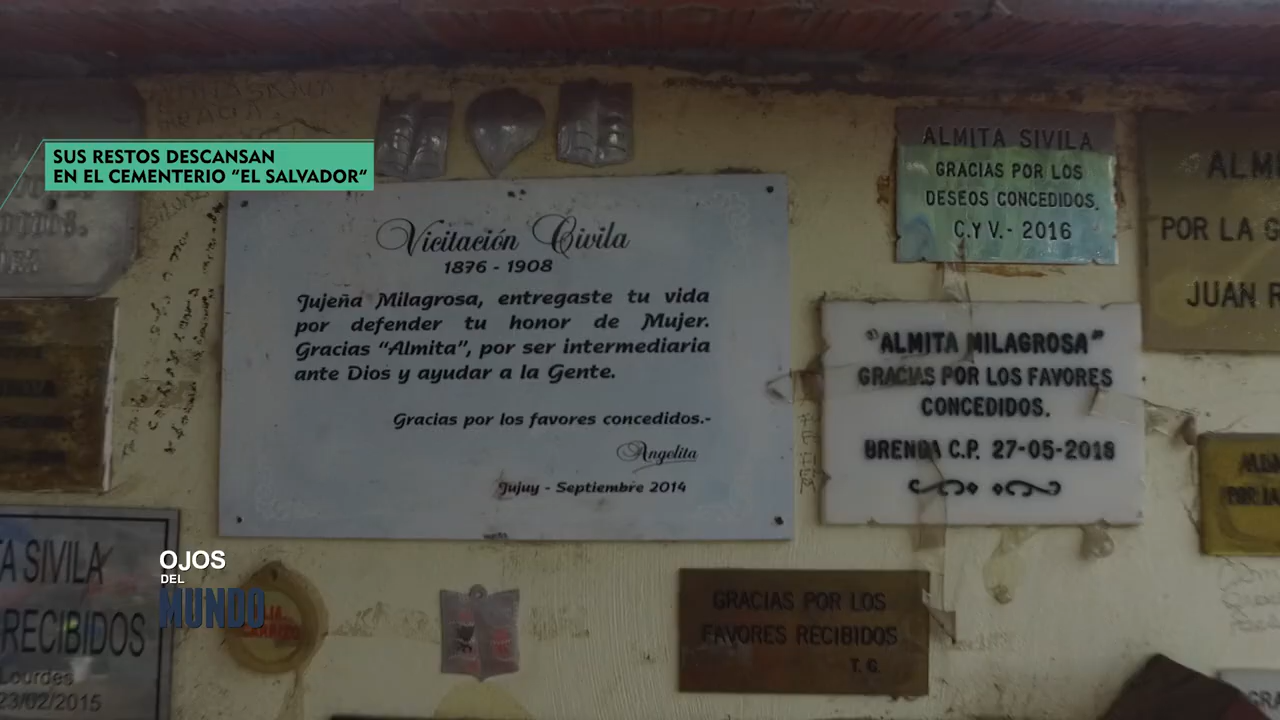 SUS RESTOS DESCANSAN
EN EL CEMENTERIO "EL SALVADOR"
Vicitación Civila
1876 - 1908
Jujeña Milagrosa, entregaste tu vida
por defender tu honor de Mujer.
Gracias "Almita", por ser intermediaria
ante Dios y ayudar a la Gente.
Gracias por los favores concedidos.-
Angelita
Jujuy - Septiembre 2014
ALMITA SIVILA
GRACIAS POR LOS
DESEOS CONCEDIDOS.
C.Y V.- 2016
POR LA
JUAN
"ALMITA MILAGROSA"
GRACIAS POR LOS FAVORES
CONCEDIDOS.
BRENDA C.P. 27-05-2018
SIVILA
RECIBIDOS
Lourdes
23/02/2015
OJOS
DEL
MUNDO
GRACIAS POR LOS
FAVORES RECIBIDOS
T. G.